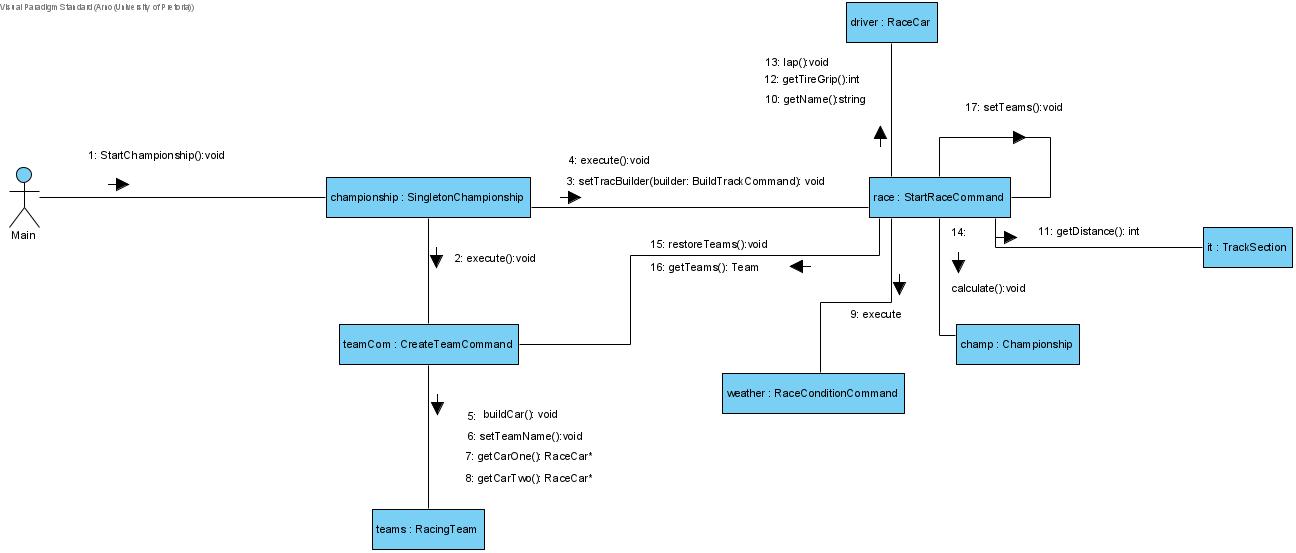 Visual Paradigm Standard (Arno (University of Pretoria))
driver : RaceCar
13: lap():void
12: getTireGrip():int
10: getName():string
17: setTeams():void
1: StartChampionship():void
4: execute():void
3: setTracBuilder(builder: BuildTrackCommand): void
championship : SingletonChampionship
race : StartRaceCommand
Main
14:
11: getDistance(): int
it : TrackSection
15: restoreTeams():void
2: execute():void
16: getTeams(): Team
calculate():void
9: execute
teamCom : CreateTeamCommand
champ : Championship
weather : RaceConditionCommand
5: buildCar(): void
6: setTeamName():void
7: getCarOne(): RaceCar*
8: getCarTwo(): RaceCar*
teams : RacingTeam